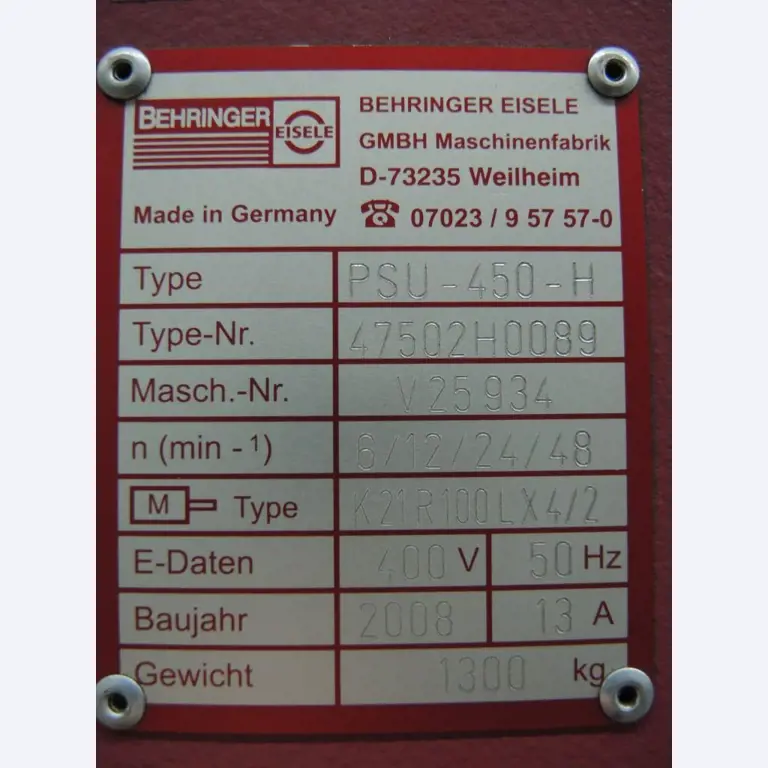 BEHRINGER EISELE
BEHRINGER EISELE
GMBH Maschinenfabrik
D-73235 Weilheim
Made in Germany ☎ 07023 / 9 57 57-0
Type PSU-450-H
Type-Nr. 47502H0089
Masch.-Nr. V25934
n (min -¹) 6/12/24/48
M Type K21R100LX4/2
E-Daten 400 V 50 Hz
Baujahr 2008 13 A
Gewicht 1300 kg